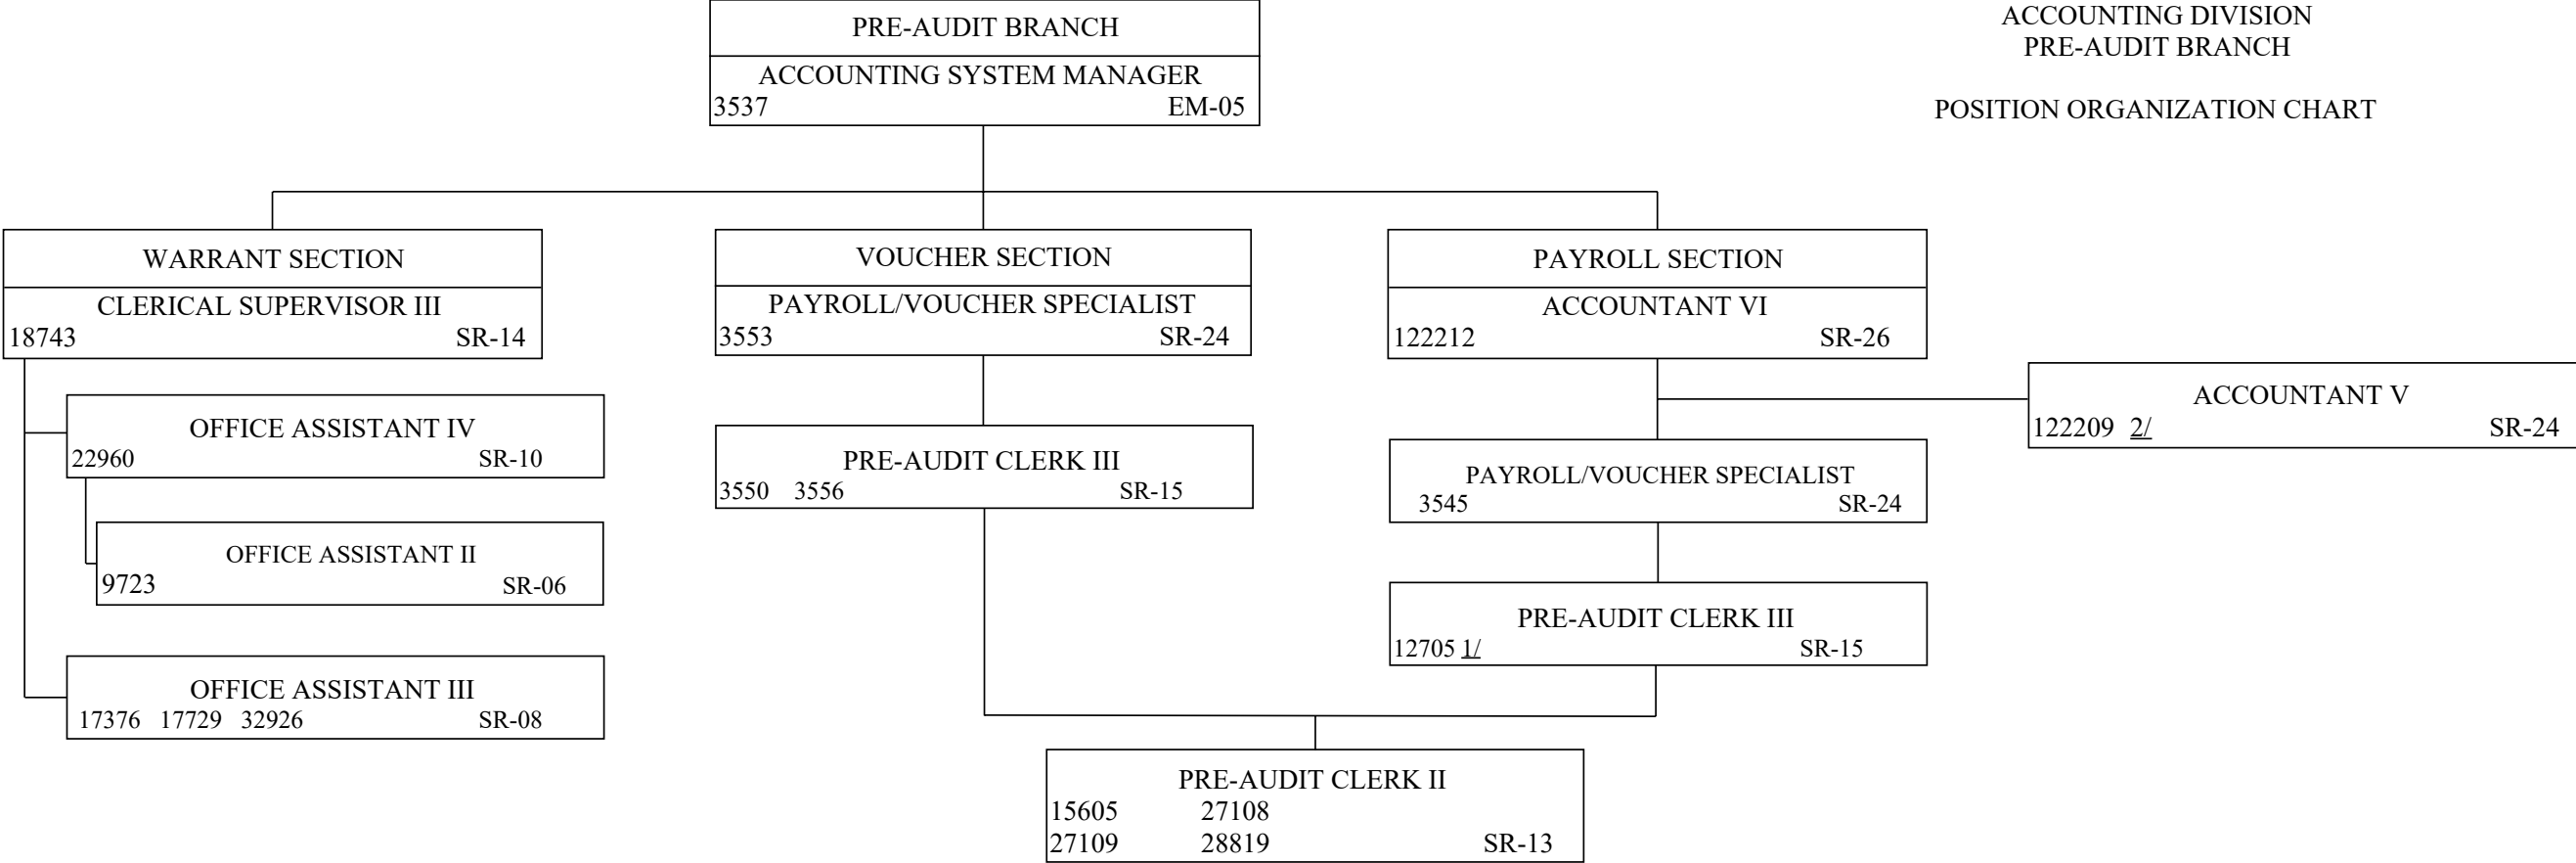 PRE-AUDIT BRANCH
ACCOUNTING SYSTEM MANAGER
3537 EM-05
ACCOUNTING DIVISION
PRE-AUDIT BRANCH
POSITION ORGANIZATION CHART
WARRANT SECTION
CLERICAL SUPERVISOR III
18743 SR-14
OFFICE ASSISTANT IV
22960 SR-10
OFFICE ASSISTANT II
9723 SR-06
OFFICE ASSISTANT III
17376 17729 32926 SR-08
VOUCHER SECTION
PAYROLL/VOUCHER SPECIALIST
3553 SR-24
PRE-AUDIT CLERK III
3550 3556 SR-15
PAYROLL SECTION
ACCOUNTANT VI
122212 SR-26
ACCOUNTANT V
122209 2/ SR-24
PAYROLL/VOUCHER SPECIALIST
3545 SR-24
PRE-AUDIT CLERK III
12705 1/ SR-15
PRE-AUDIT CLERK II
15605 27108
27109 28819 SR-13